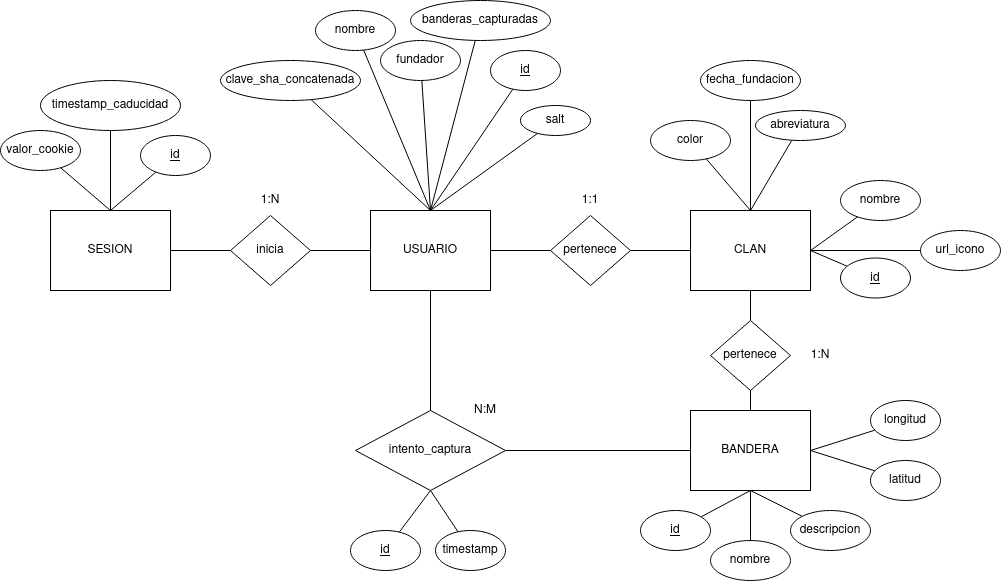 banderas_capturadas
nombre
fundador
id
clave_sha_concatenada
fecha_fundacion
timestamp_caducidad
salt
abreviatura
color
valor_cookie
id
1:N
1:1
nombre
SESION
inicia
USUARIO
pertenece
CLAN
url_icono
id
pertenece
1:N
N:M
longitud
intento_captura
BANDERA
latitud
id
descripcion
id
timestamp
nombre